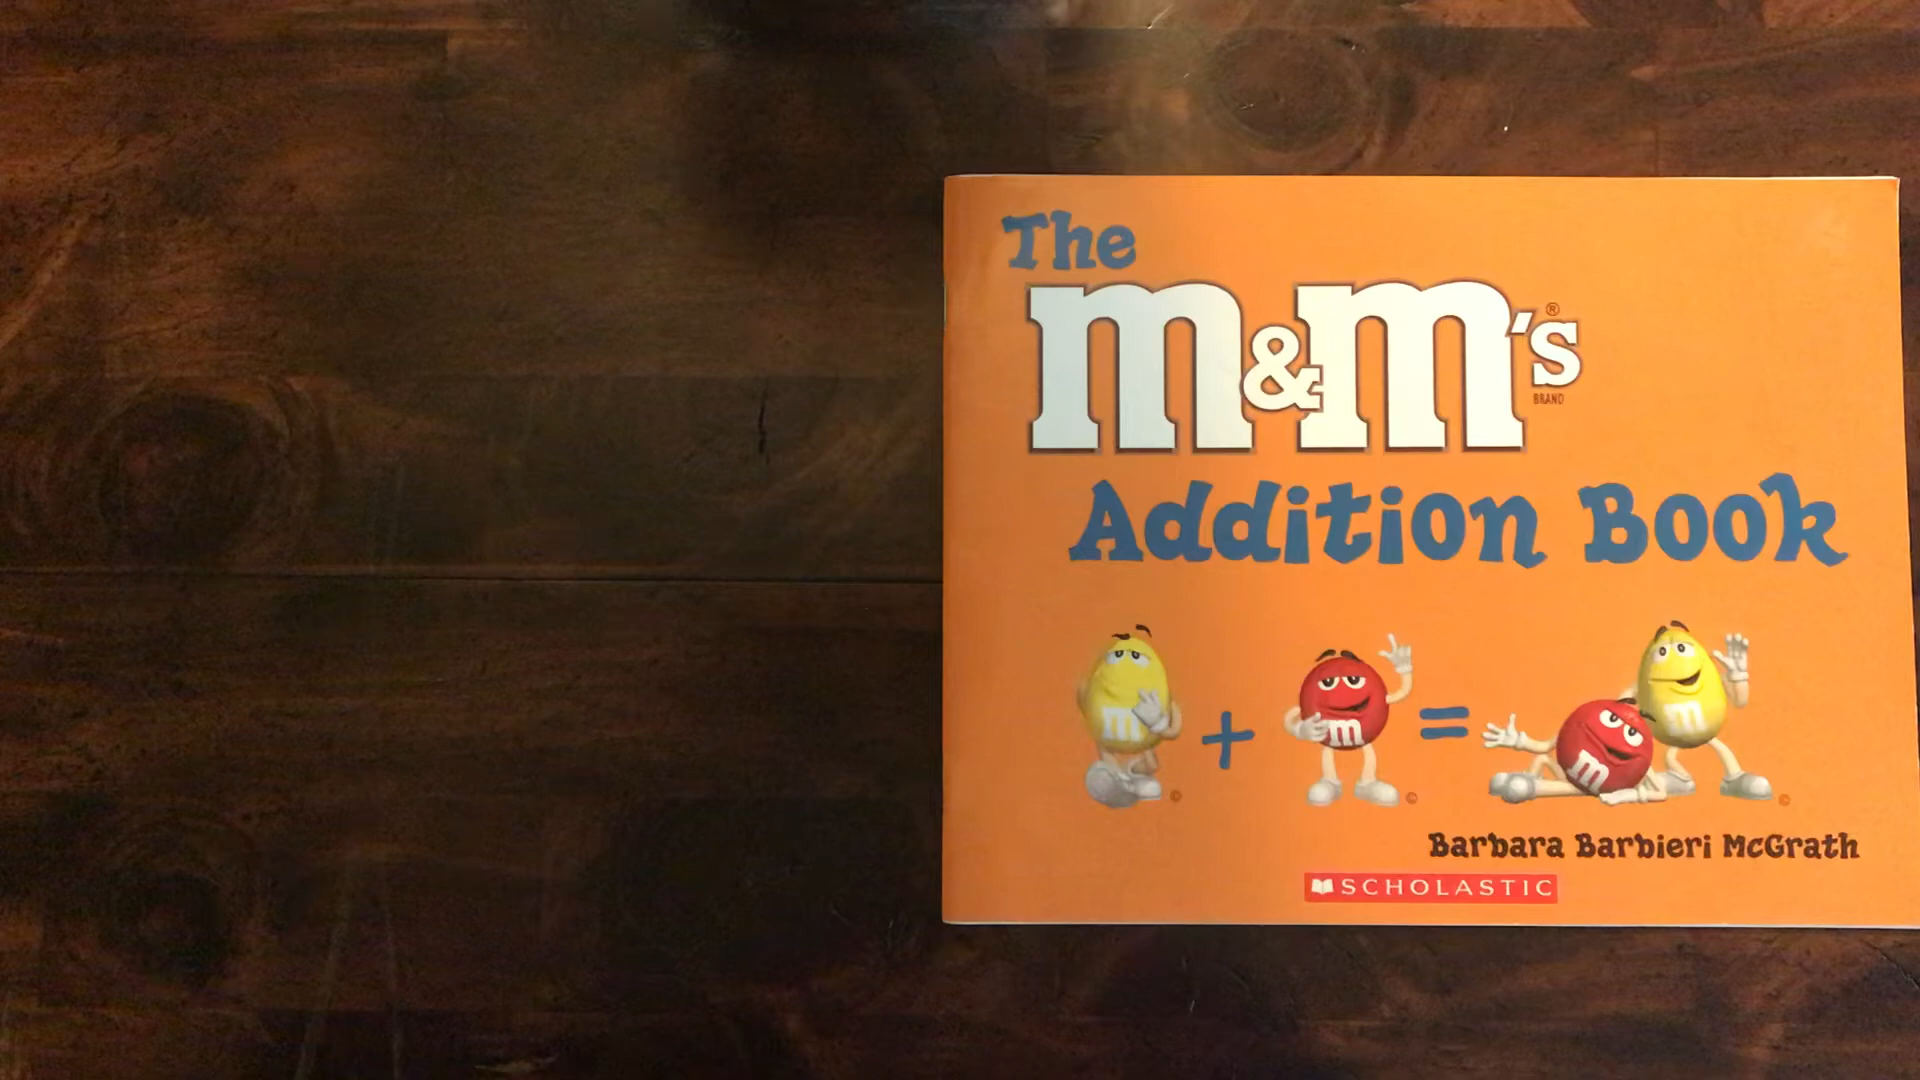 The
m&m's®
BRAND
Addition Book
m + m = m m
© © ©
Barbara Barbieri McGrath
SCHOLASTIC